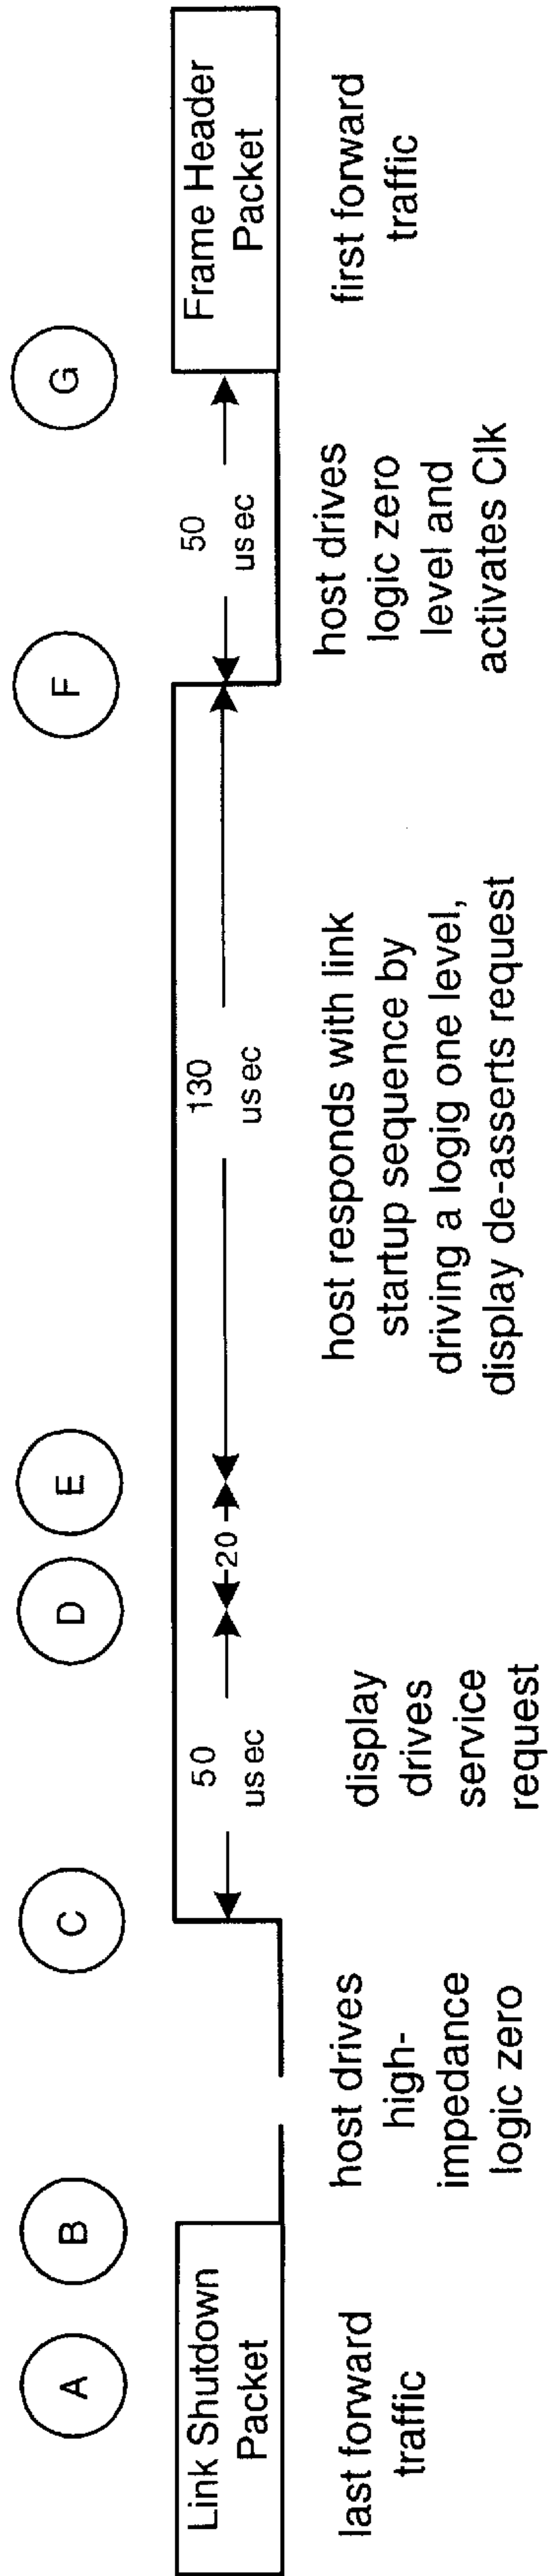 A
B
C
D
E
F
G
Link Shutdown
Packet
50
usec
20
130
usec
50
usec
Frame Header
Packet
last forward
traffic
host drives
high-
impedance
logic zero
display
drives
service
request
host responds with link
startup sequence by
driving a logig one level,
display de-asserts request
host drives
logic zero
level and
activates Clk
first forward
traffic